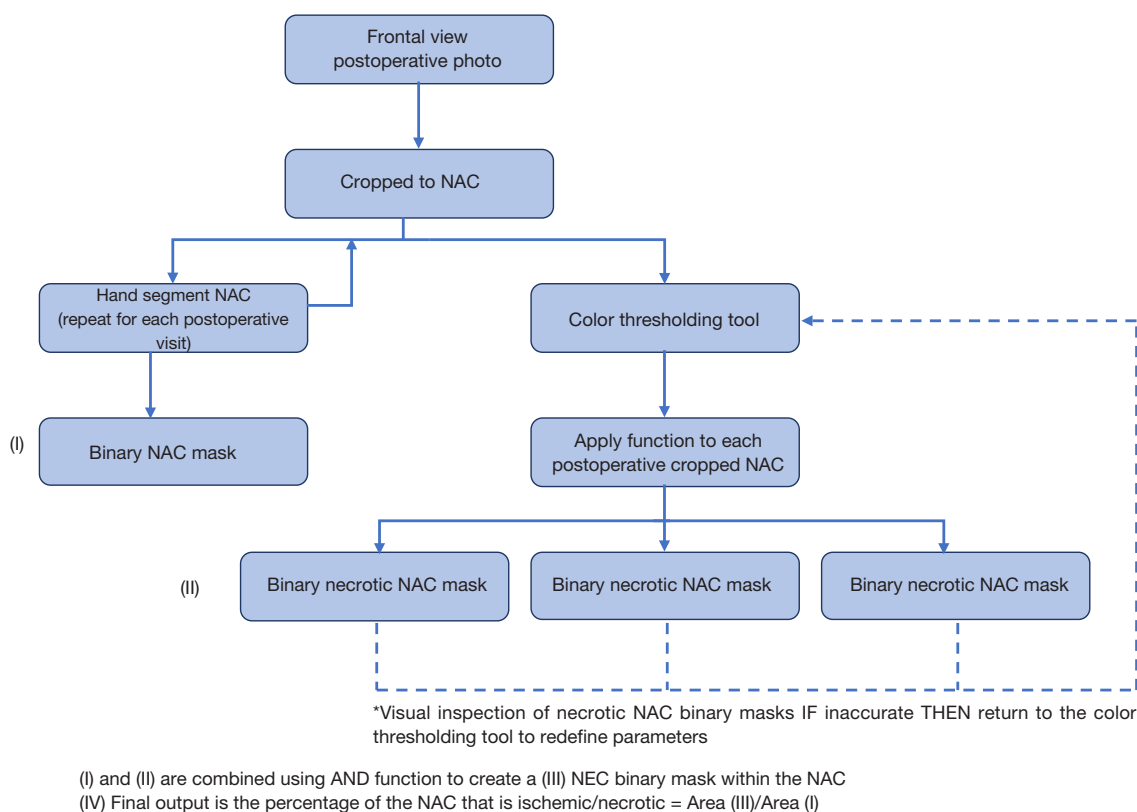 Frontal view
postoperative photo
Cropped to NAC
Hand segment NAC
(repeat for each postoperative
visit)
Color thresholding tool
(I)
Binary NAC mask
Apply function to each
postoperative cropped NAC
(II)
Binary necrotic NAC mask
Binary necrotic NAC mask
Binary necrotic NAC mask
*Visual inspection of necrotic NAC binary masks IF inaccurate THEN return to the color
thresholding tool to redefine parameters
(I) and (II) are combined using AND function to create a (III) NEC binary mask within the NAC
(IV) Final output is the percentage of the NAC that is ischemic/necrotic = Area (III)/Area (I)